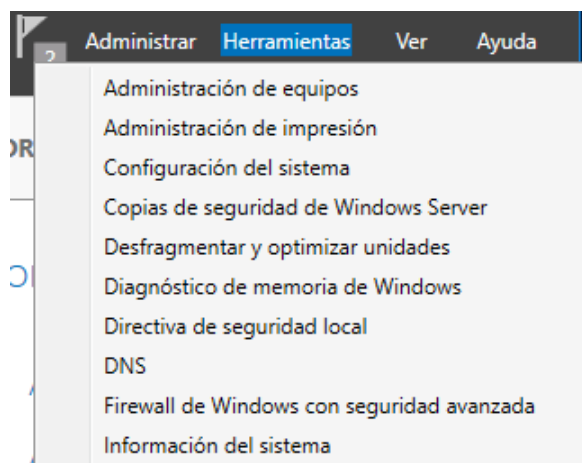 Administrar Herramientas Ver Ayuda
2
Administración de equipos
Administración de impresión
Configuración del sistema
Copias de seguridad de Windows Server
Desfragmentar y optimizar unidades
Diagnóstico de memoria de Windows
Directiva de seguridad local
DNS
Firewall de Windows con seguridad avanzada
Información del sistema